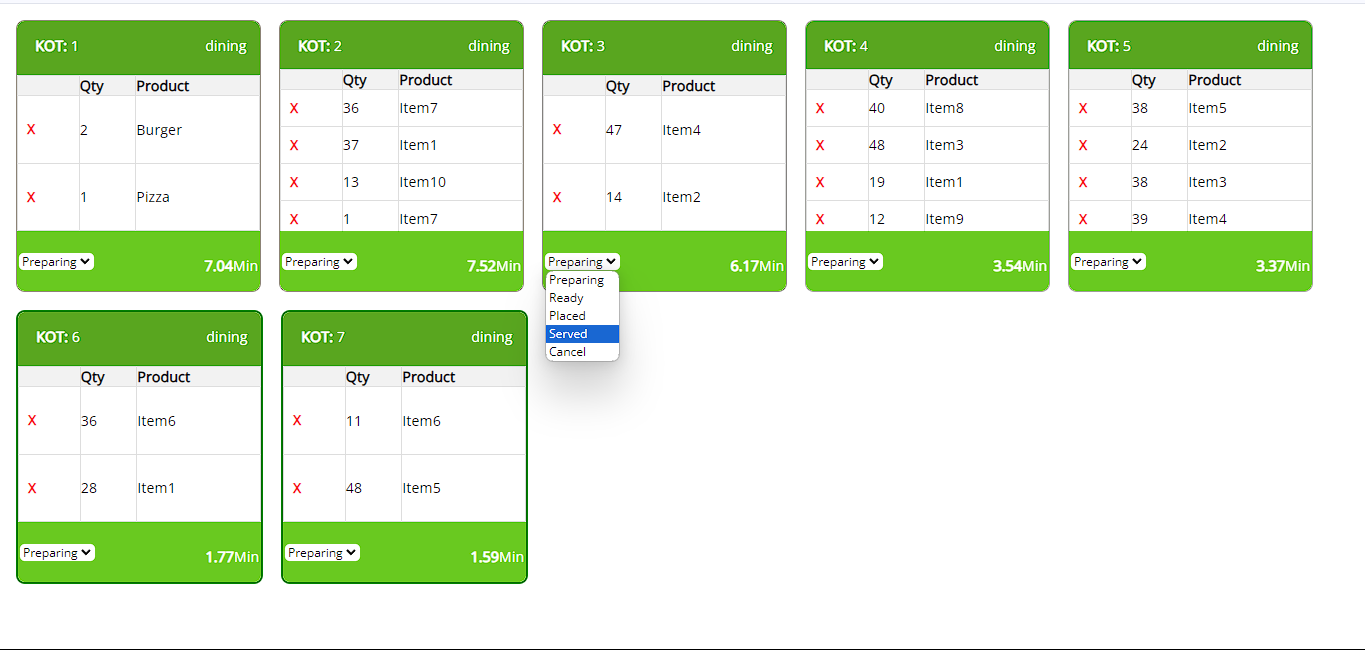 KOT: 1 dining
Qty Product
X 2 Burger
X 1 Pizza
Preparing 7.04Min
KOT: 2 dining
Qty Product
X 36 Item7
X 37 Item1
X 13 Item10
X 1 Item7
Preparing 7.52Min
KOT: 3 dining
Qty Product
X 47 Item4
X 14 Item2
Preparing 6.17Min
Preparing
Ready
Placed
Served
Cancel
KOT: 4 dining
Qty Product
X 40 Item8
X 48 Item3
X 19 Item1
X 12 Item9
Preparing 3.54Min
KOT: 5 dining
Qty Product
X 38 Item5
X 24 Item2
X 38 Item3
X 39 Item4
Preparing 3.37Min
KOT: 6 dining
Qty Product
X 36 Item6
X 28 Item1
Preparing 1.77Min
KOT: 7 dining
Qty Product
X 11 Item6
X 48 Item5
Preparing 1.59Min